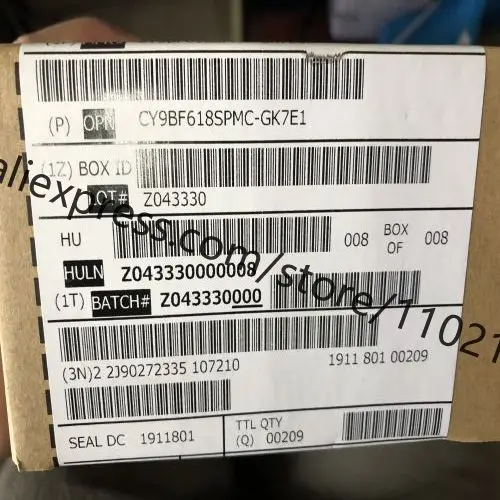 (P) OPN CY9BF618SPMC-GK7E1
(1Z) BOX ID
LOT# Z043330
HU 008 BOX OF 008
HULN Z043330000008
(1T) BATCH# Z043330000
(3N)2 2J90272335 107210 1911 801 00209
SEAL DC 1911801
TTL QTY
(Q) 00209
aliexpress.com/store/11021